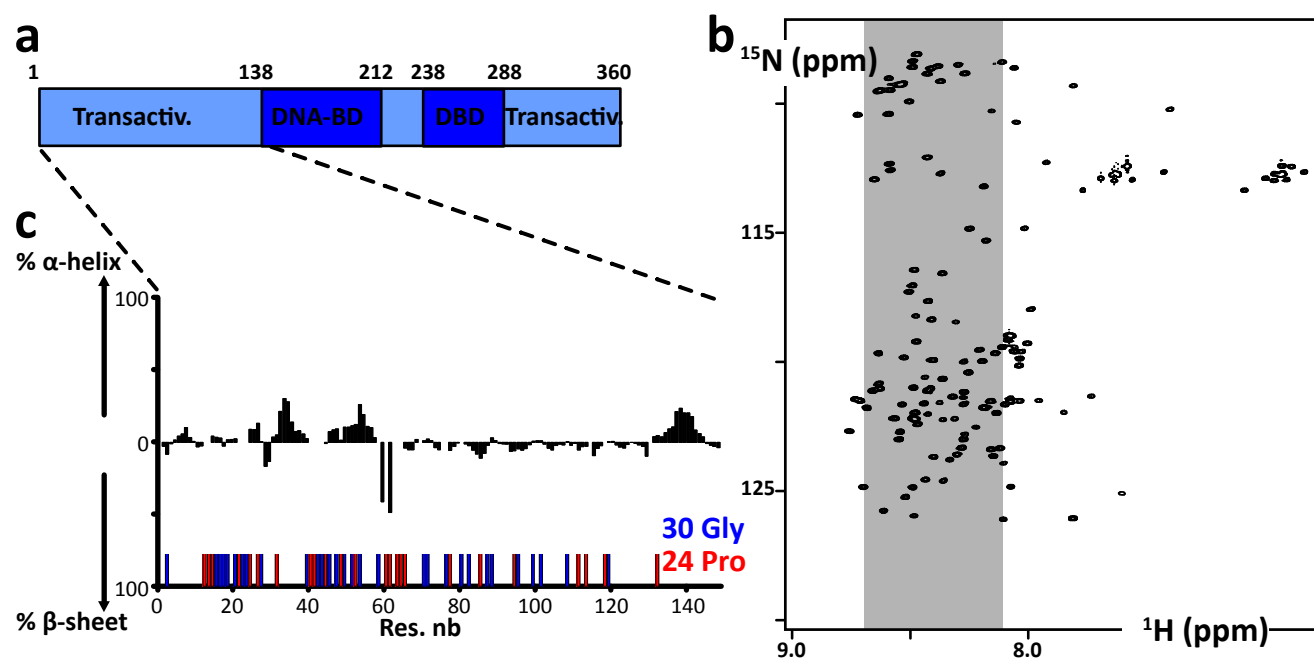 a
1 138 212 238 288 360
Transactiv. DNA-BD DBD Transactiv.
b
¹⁵N (ppm)
115
125
9.0 8.0
¹H (ppm)
c
% α-helix
100
0
100
% β-sheet
30 Gly
24 Pro
0 20 40 60 80 100 120 140
Res. nb